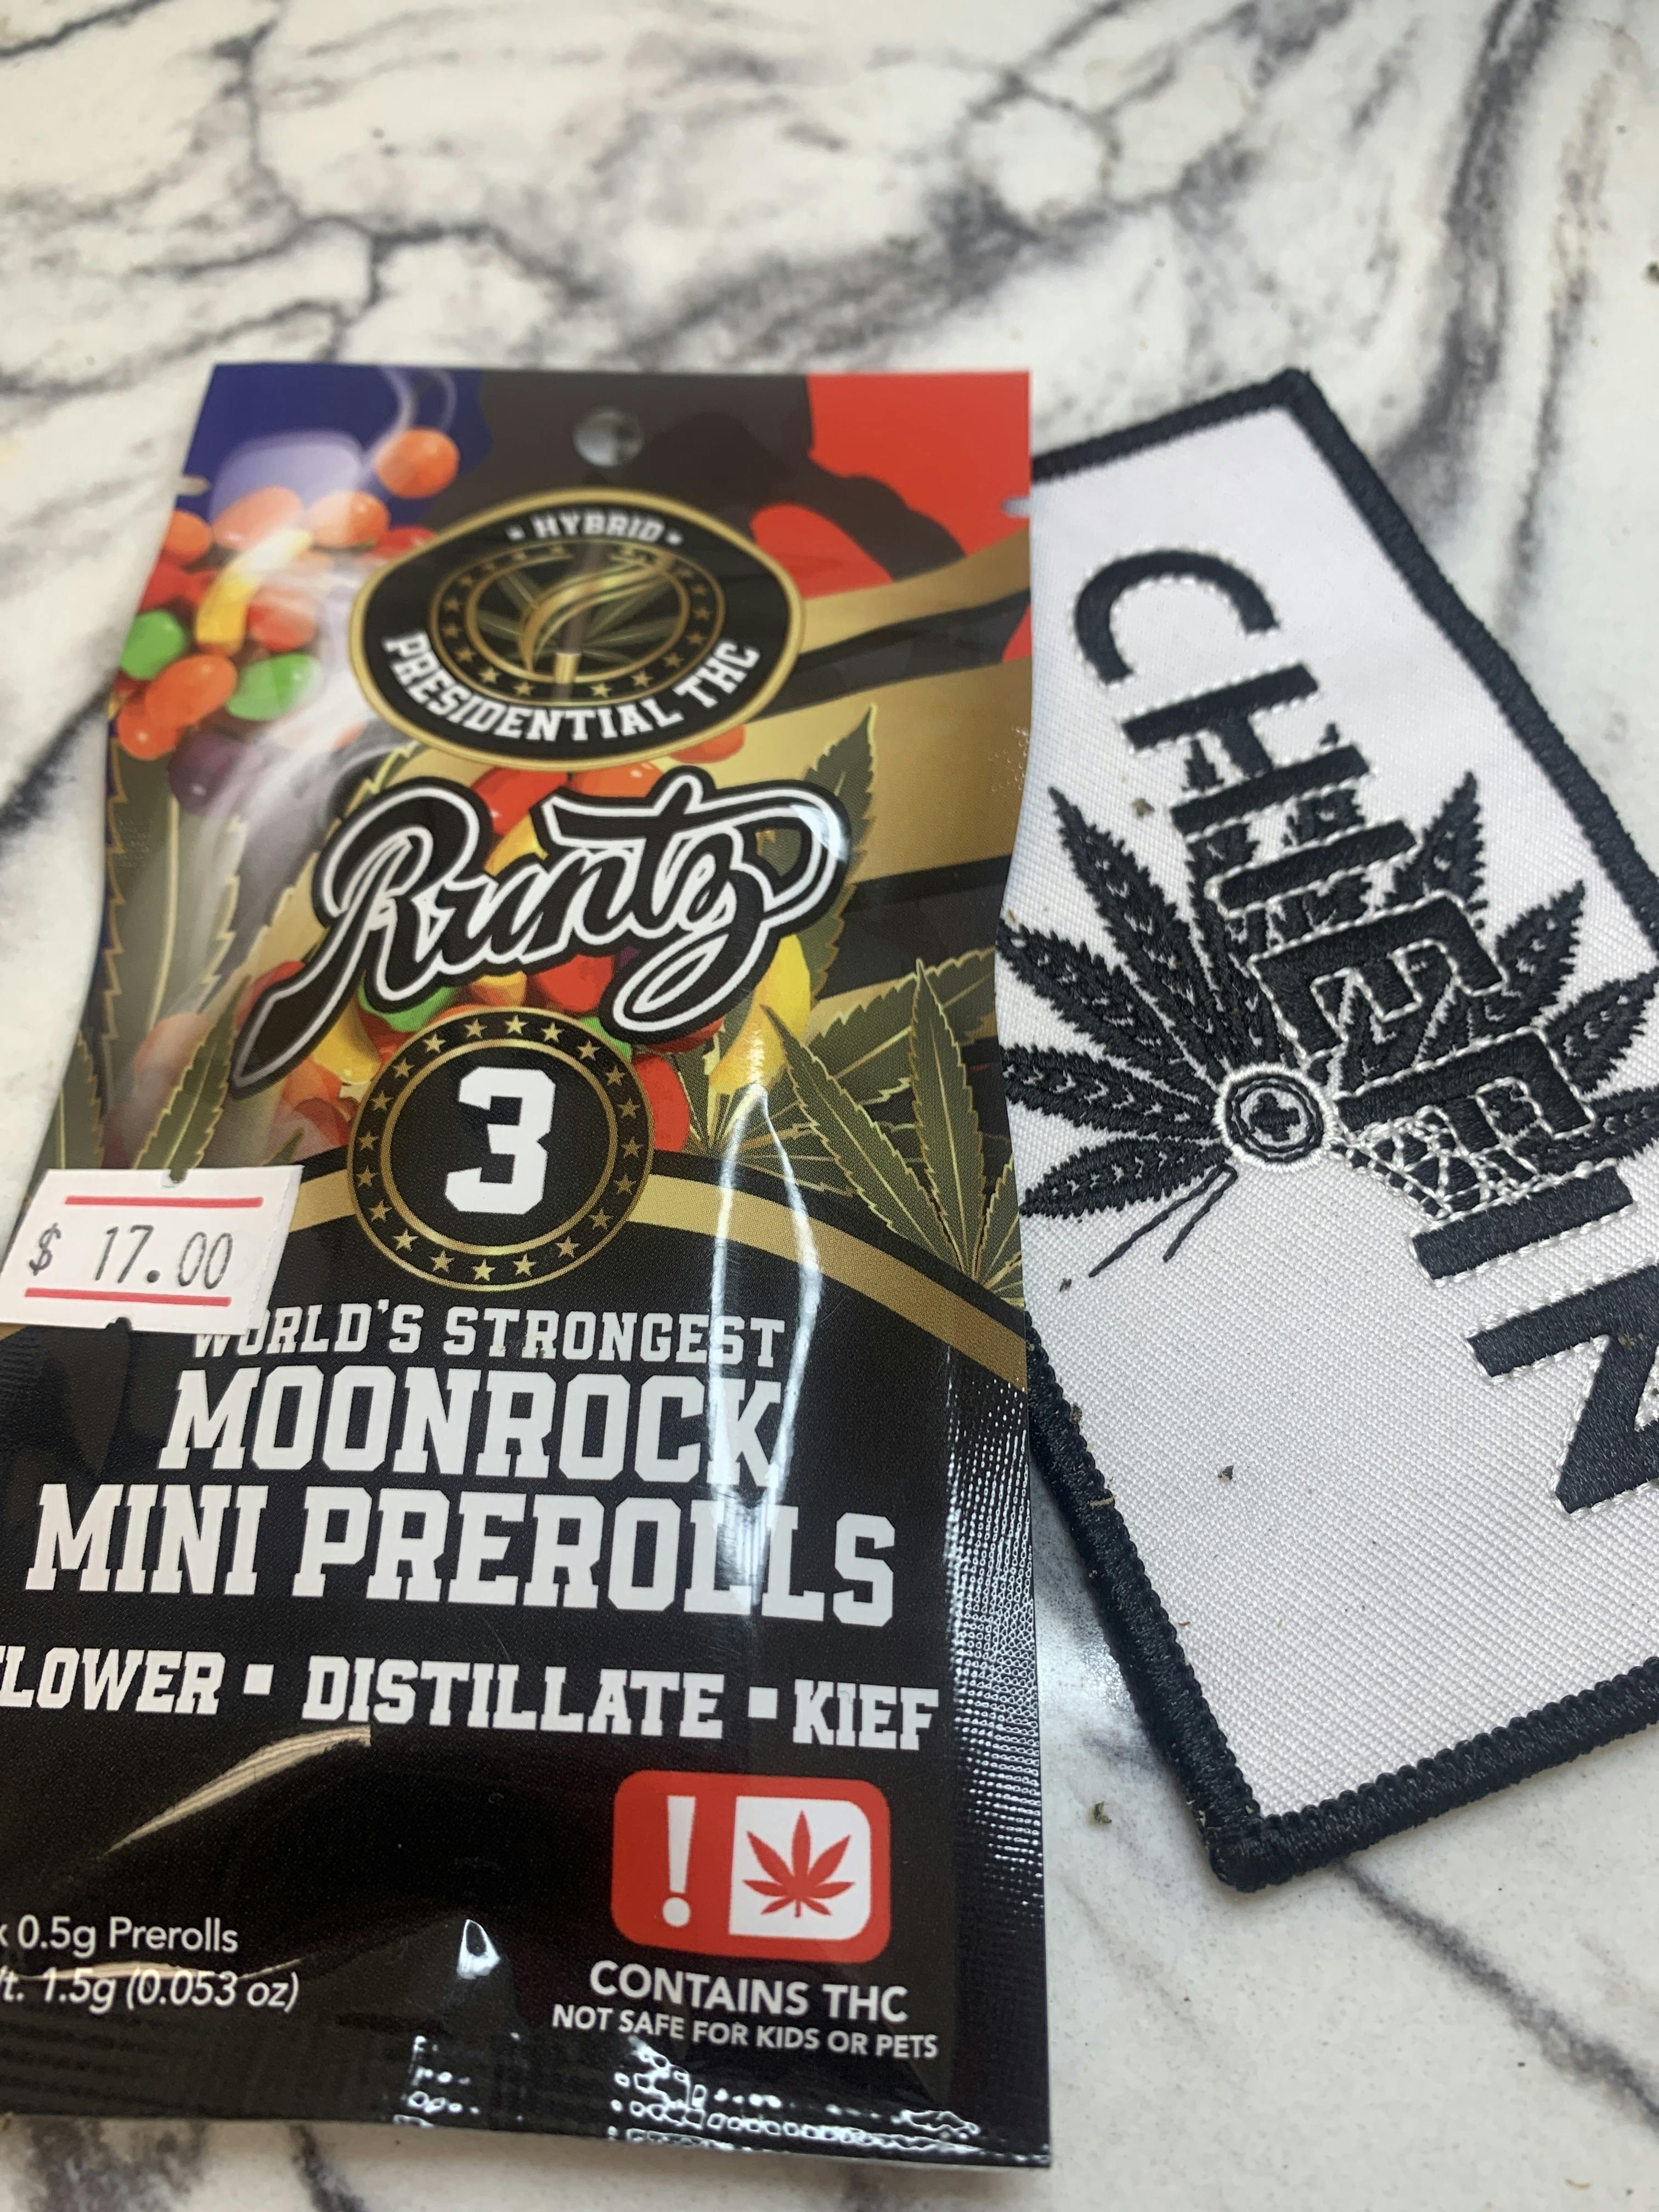 HYBRID
PRESIDENTIAL THC
Runtz
3
$ 17.00
WORLD'S STRONGEST
MOONROCK
MINI PREROLLS
FLOWER ▪ DISTILLATE ▪ KIEF
x 0.5g Prerolls
t. 1.5g (0.053 oz)
!
CONTAINS THC
NOT SAFE FOR KIDS OR PETS
CHIEFIN